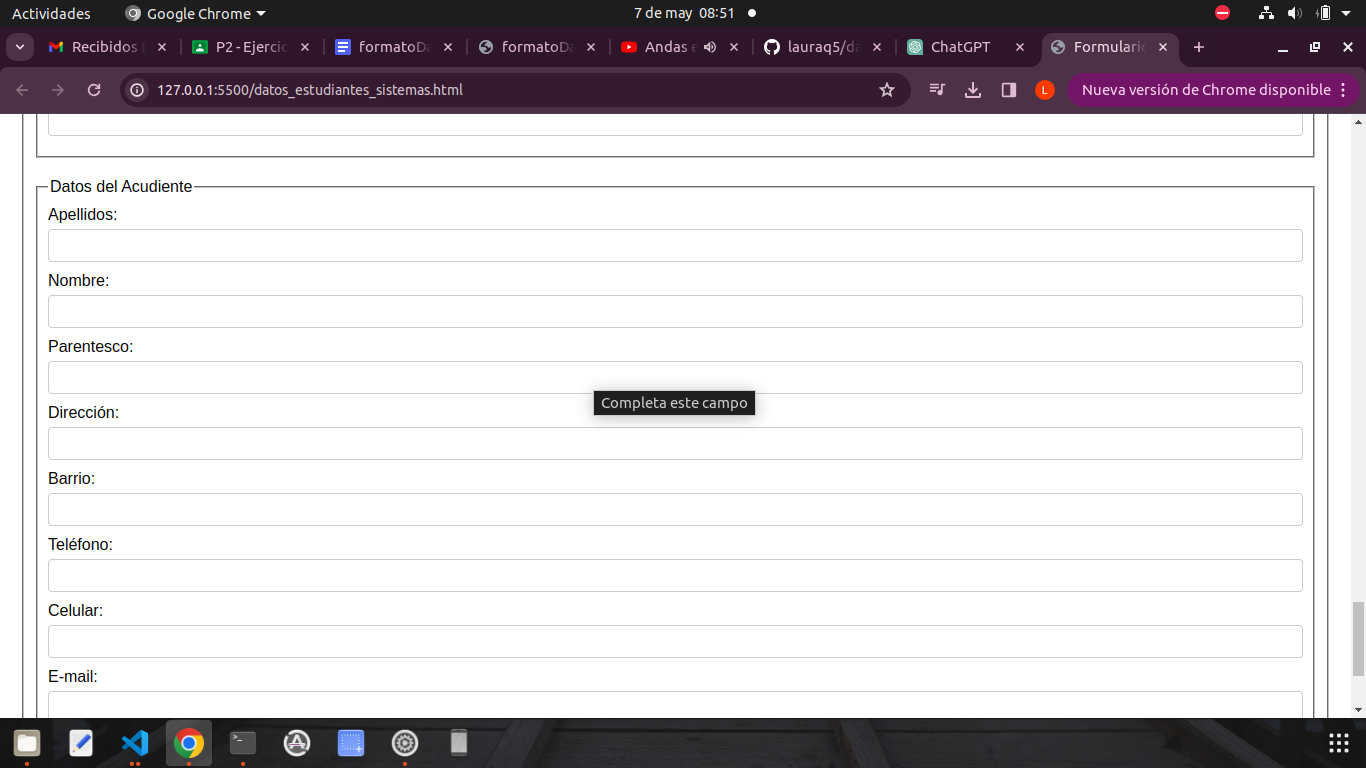 Actividades Google Chrome 7 de may 08:51
Recibidos ( P2 - Ejercic formatoDa formatoDa Andas e lauraq5/da ChatGPT Formulario
127.0.0.1:5500/datos_estudiantes_sistemas.html L Nueva versión de Chrome disponible
Datos del Acudiente
Apellidos:
Nombre:
Parentesco:
Completa este campo
Dirección:
Barrio:
Teléfono:
Celular:
E-mail: